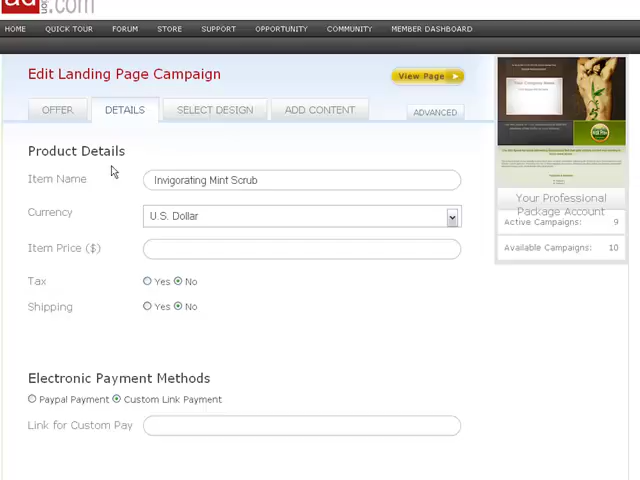 .com
HOME QUICK TOUR FORUM STORE SUPPORT OPPORTUNITY COMMUNITY MEMBER DASHBOARD
Edit Landing Page Campaign
View Page
OFFER DETAILS SELECT DESIGN ADD CONTENT ADVANCED
Product Details
Item Name Invigorating Mint Scrub
Currency U.S. Dollar
Item Price ($)
Tax Yes No
Shipping Yes No
Electronic Payment Methods
Paypal Payment Custom Link Payment
Link for Custom Pay
Your Professional
Package Account
Active Campaigns: 9
Available Campaigns: 10